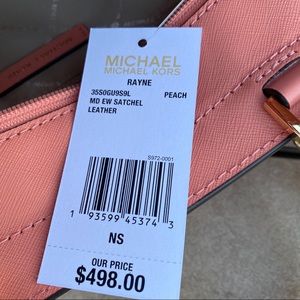 MICHAEL
MICHAEL KORS
RAYNE
35S0GU9S9L PEACH
MD EW SATCHEL
LEATHER
S972-0001
1 93599 45374 3
NS
OUR PRICE
$498.00